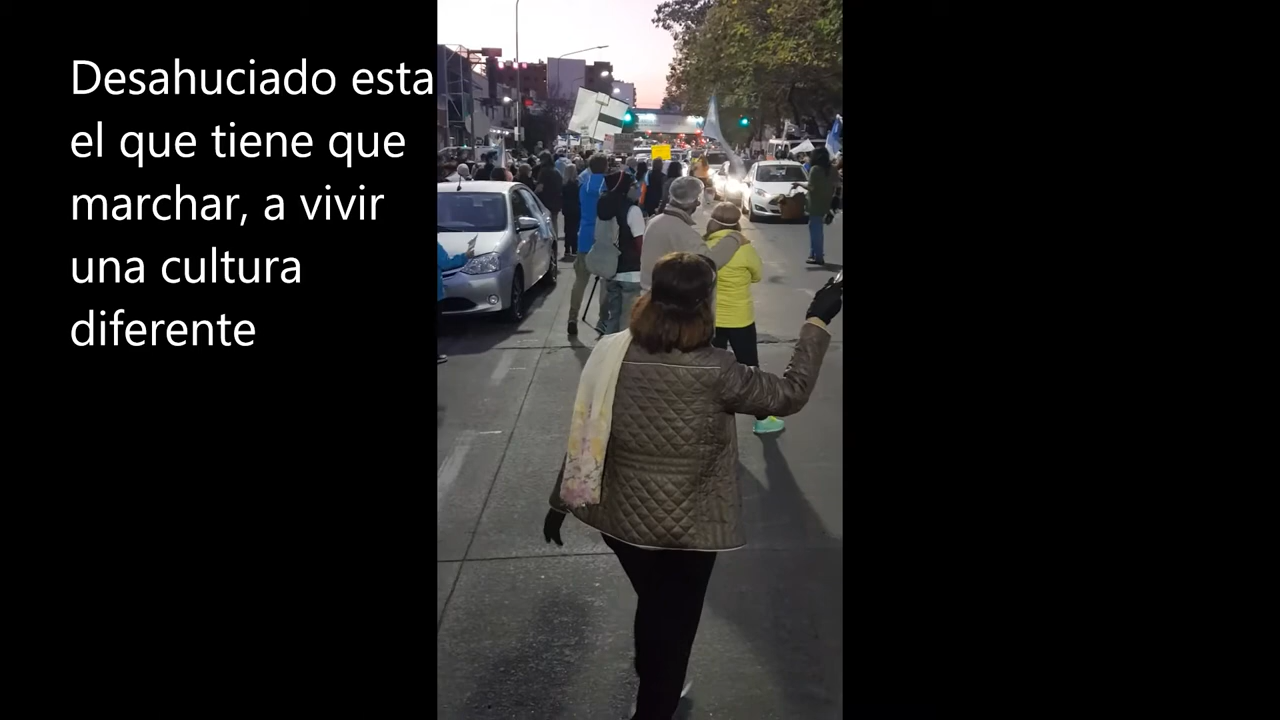 Desahuciado esta
el que tiene que
marchar, a vivir
una cultura
diferente